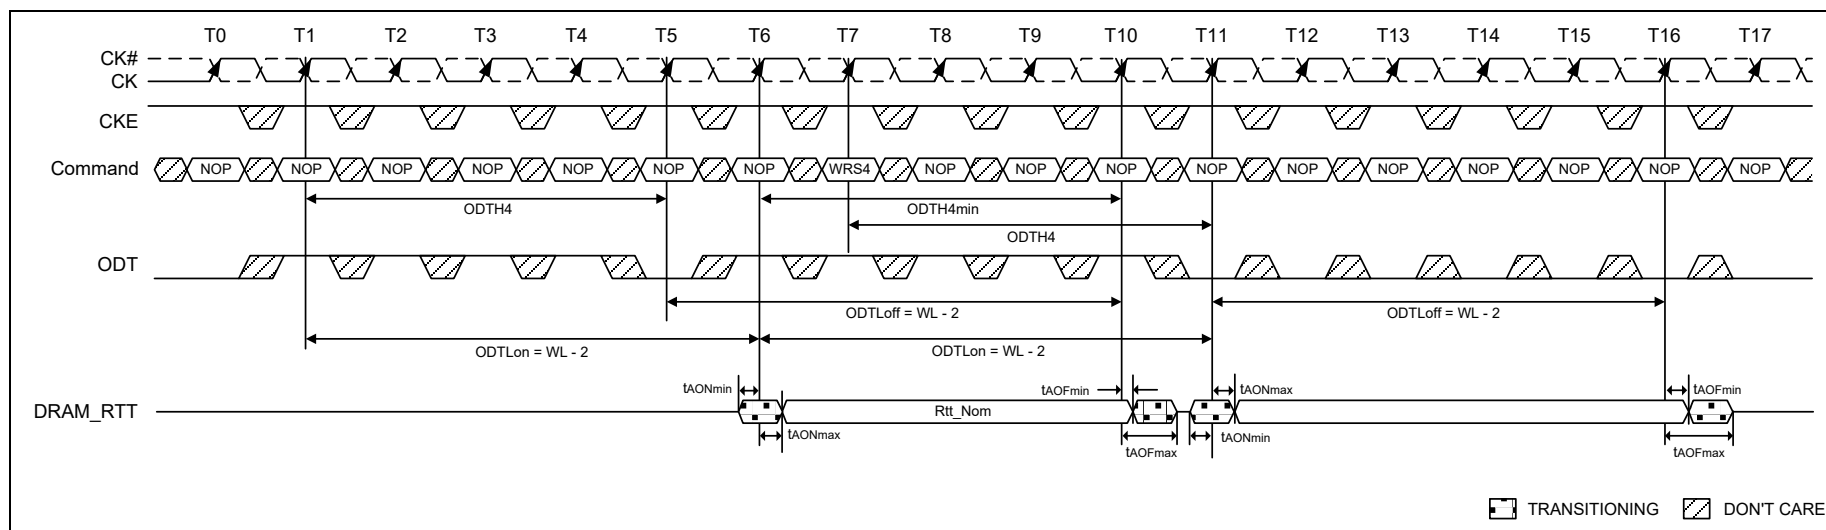 T0 T1 T2 T3 T4 T5 T6 T7 T8 T9 T10 T11 T12 T13 T14 T15 T16 T17
CK#
CK
CKE
Command NOP NOP NOP NOP NOP NOP NOP WRS4 NOP NOP NOP NOP NOP NOP NOP NOP NOP NOP
ODTH4 ODTH4min
ODTH4
ODT
ODTLoff = WL - 2 ODTLoff = WL - 2
ODTLon = WL - 2 ODTLon = WL - 2
tAONmin tAOFmin tAONmax tAOFmin
DRAM_RTT Rtt_Nom
tAONmax tAOFmax tAONmin tAOFmax
TRANSITIONING DON'T CARE